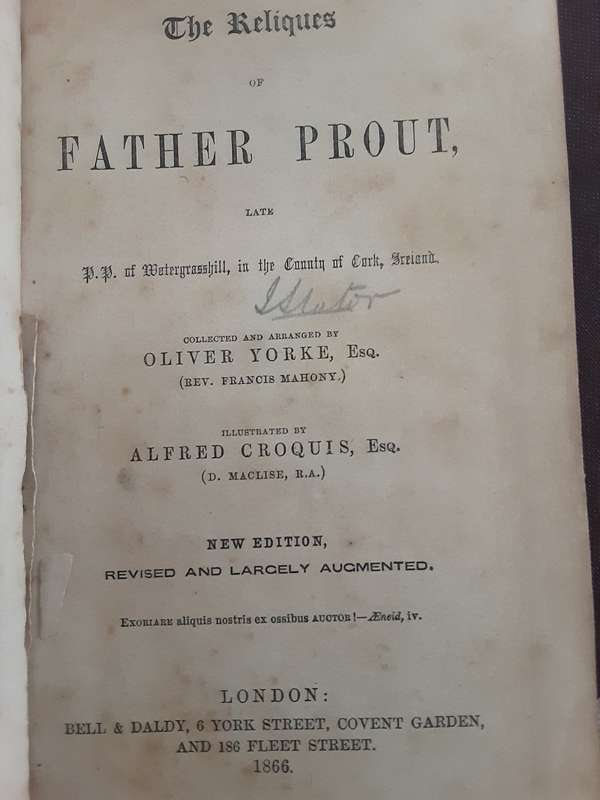 The Reliques
OF
FATHER PROUT,
LATE
P.P. of Watergrasshill, in the County of Cork, Ireland.
COLLECTED AND ARRANGED BY
OLIVER YORKE, Esq.
(REV. FRANCIS MAHONY.)
ILLUSTRATED BY
ALFRED CROQUIS, Esq.
(D. MACLISE, R.A.)
NEW EDITION,
REVISED AND LARGELY AUGMENTED.
EXORIARE aliquis nostris ex ossibus AUCTOR!—Æneid, iv.
LONDON:
BELL & DALDY, 6 YORK STREET, COVENT GARDEN,
AND 186 FLEET STREET.
1866.